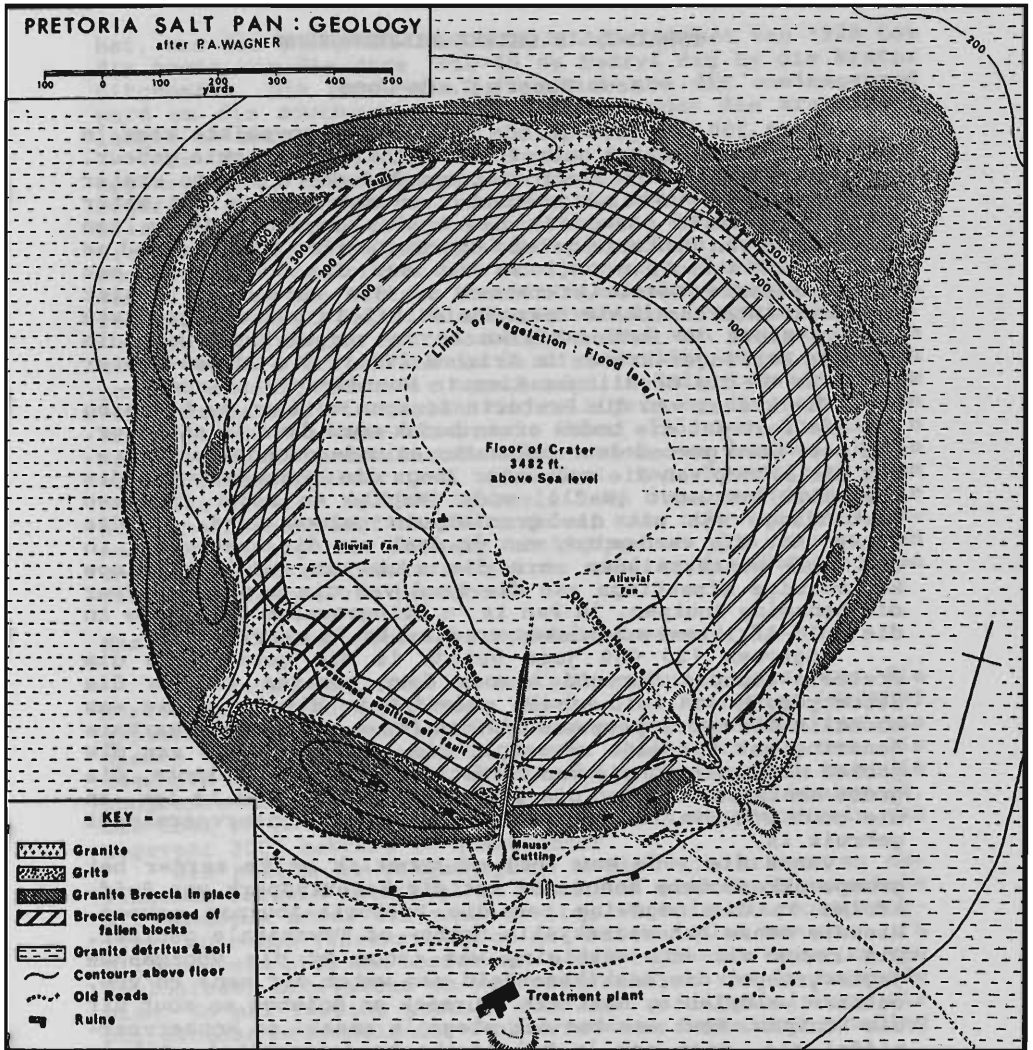 PRETORIA SALT PAN : GEOLOGY
after P.A.WAGNER
100 0 100 200 300 400 500
yards
200
fault
300
400
300
200
100
300
200
100
Limit of vegetation - Flood level
Floor of Crater
3482 ft.
above Sea level
Alluvial Fan
Alluvial
Fan
Old Wagon Road
Old Trolley
Presumed position of fault
Mauss'
Cutting
Treatment plant
- KEY -
Granite
Grits
Granite Breccia in place
Breccia composed of
fallen blocks
Granite detritus & soil
Contours above floor
Old Roads
Ruins